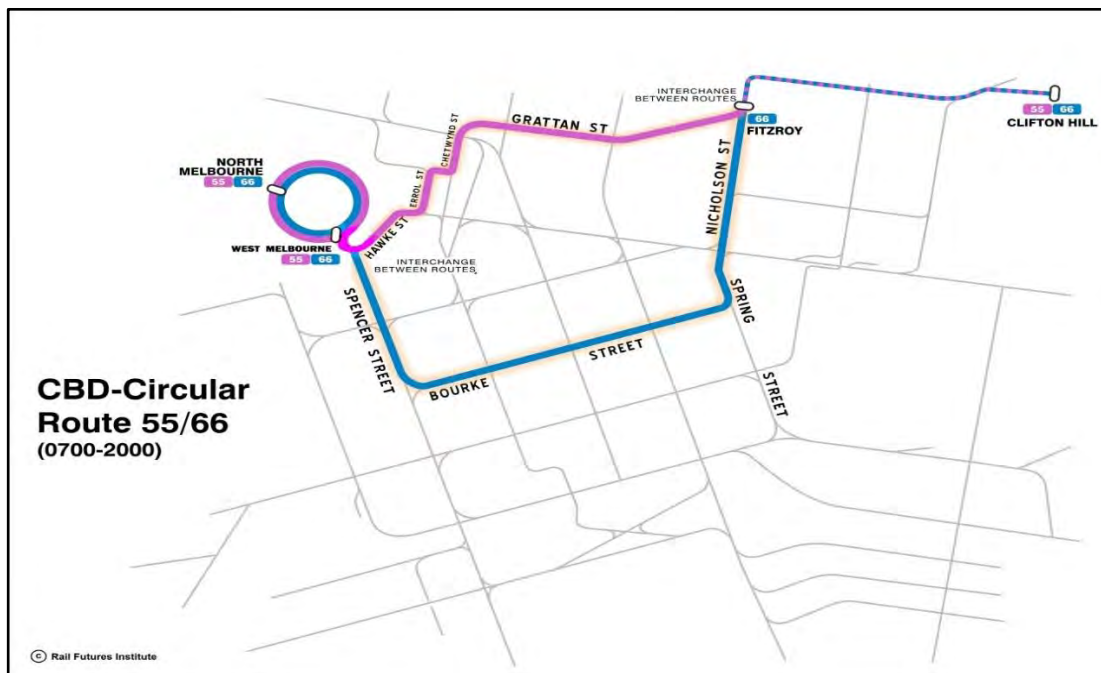 INTERCHANGE
BETWEEN ROUTES
55 66
CLIFTON HILL
66
FITZROY
GRATTAN ST
CHETWYND ST
ERROL ST
HAWKE ST
NICHOLSON ST
NORTH
MELBOURNE
55 66
WEST MELBOURNE
55 66
INTERCHANGE
BETWEEN ROUTES
SPENCER STREET
BOURKE
STREET
SPRING
STREET
CBD-Circular
Route 55/66
(0700-2000)
© Rail Futures Institute